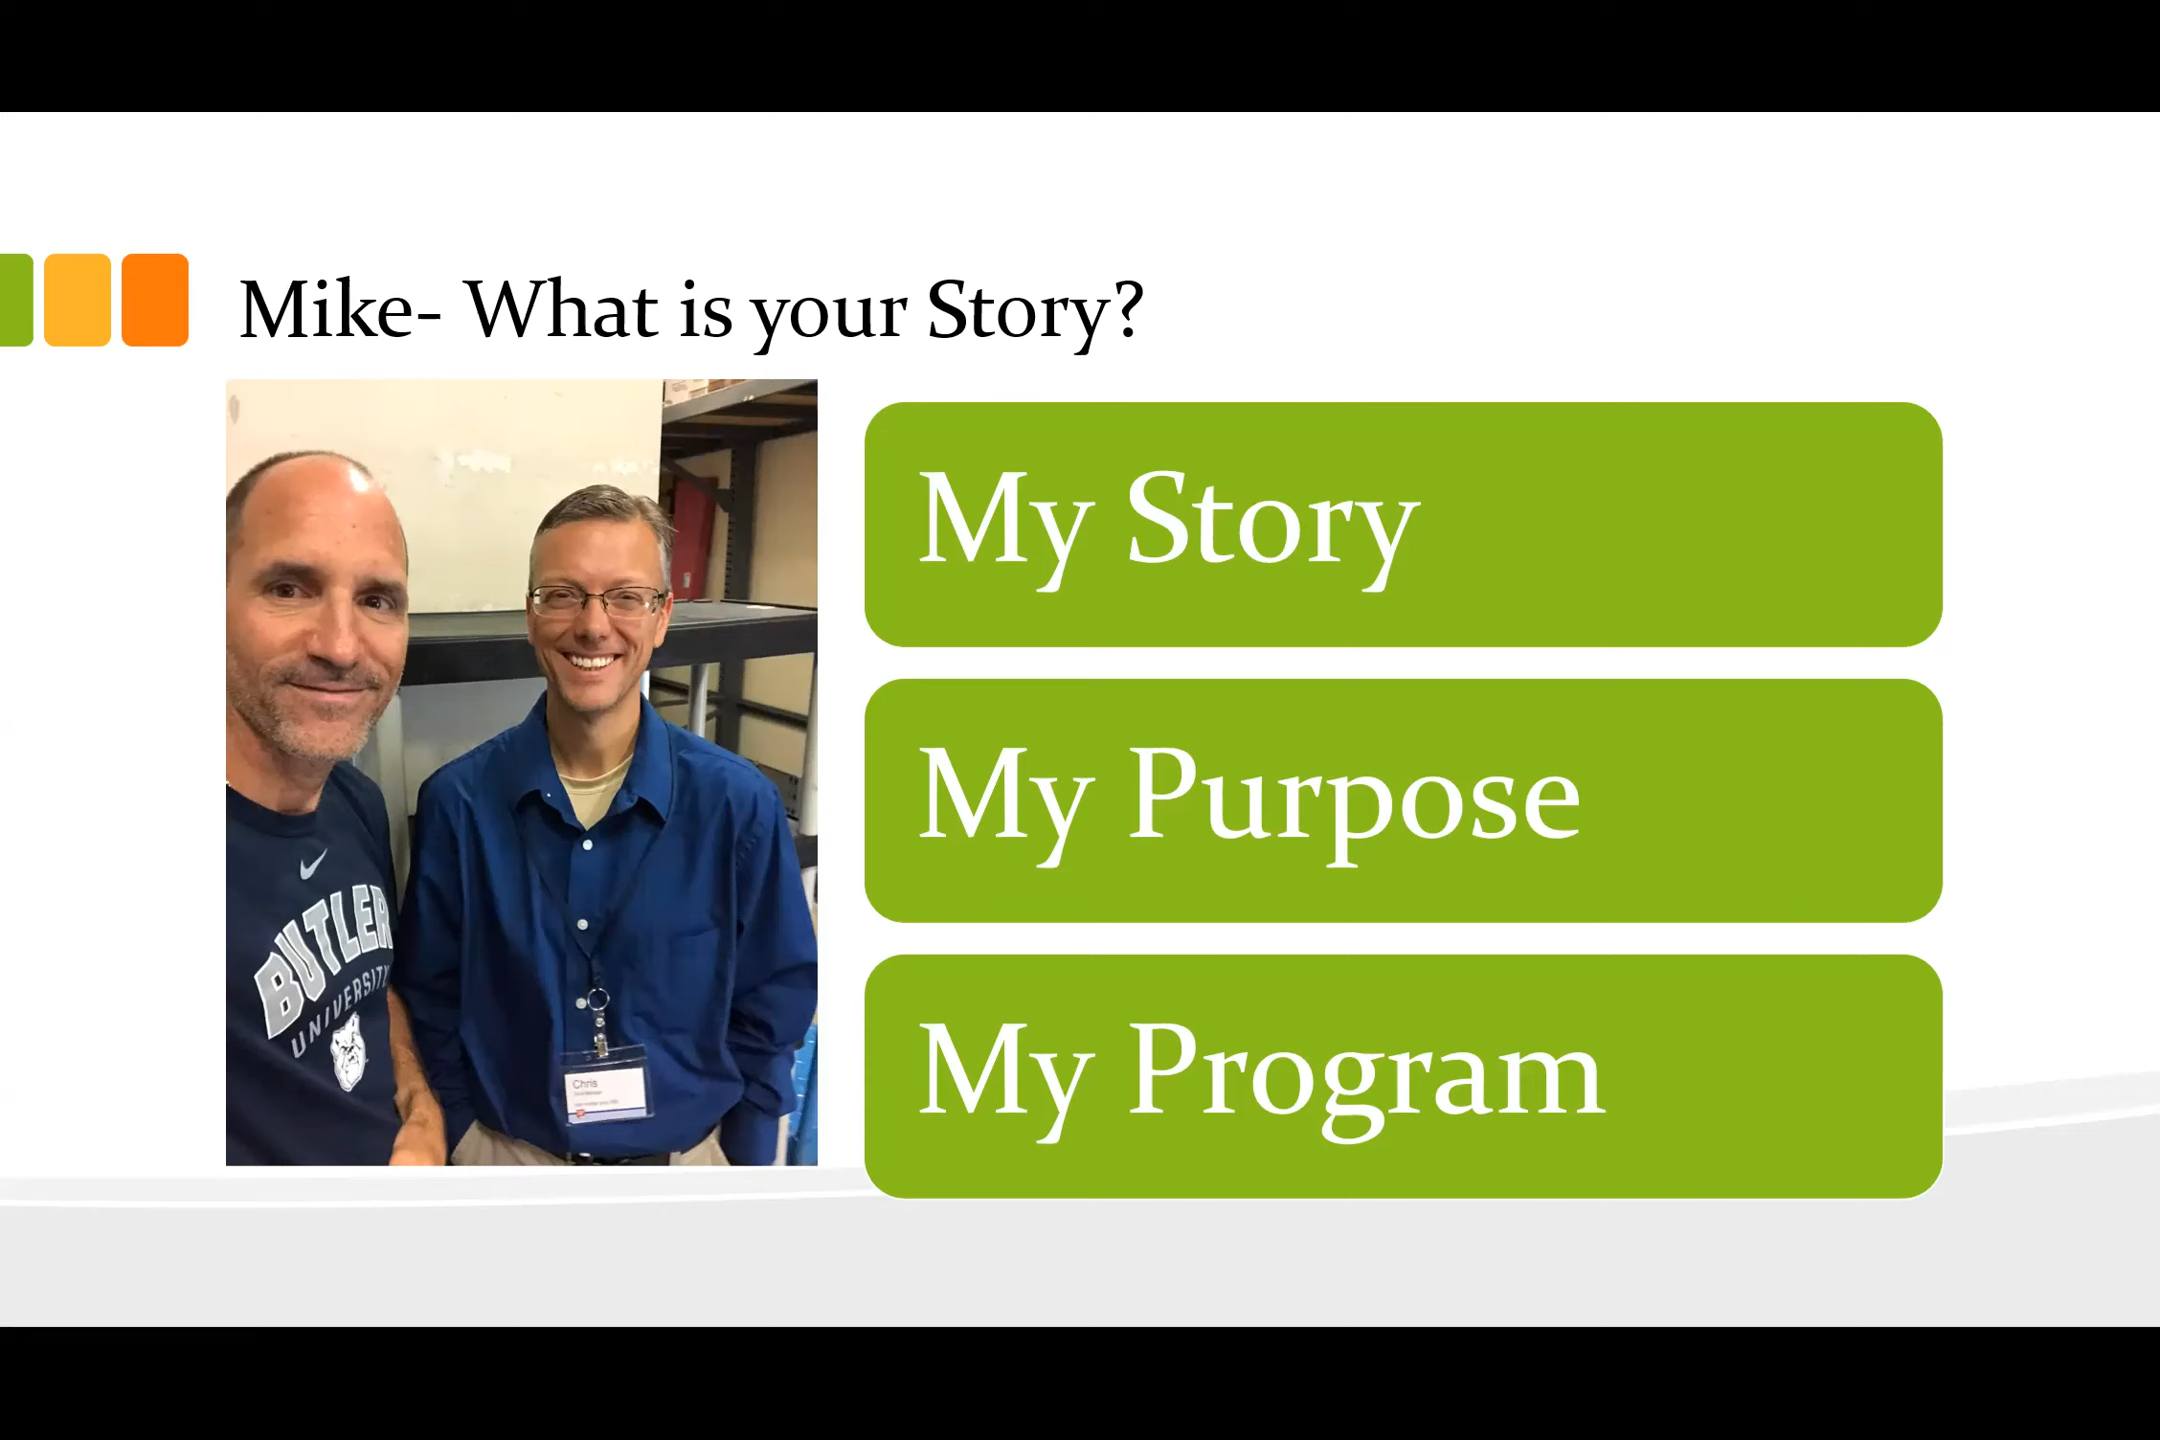 Mike- What is your Story?
My Story
My Purpose
My Program
BUTLER
UNIVERSITY
Chris